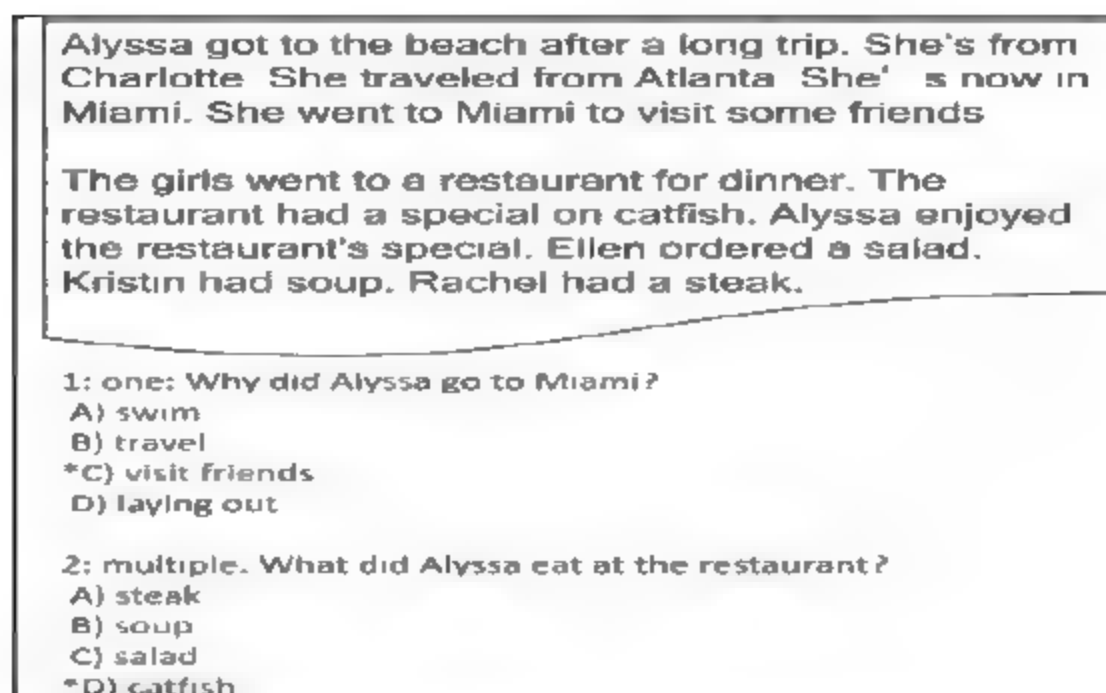 Alyssa got to the beach after a long trip. She's from
Charlotte She traveled from Atlanta She' s now in
Miami. She went to Miami to visit some friends

The girls went to a restaurant for dinner. The
restaurant had a special on catfish. Alyssa enjoyed
the restaurant's special. Ellen ordered a salad.
Kristin had soup. Rachel had a steak.

1: one: Why did Alyssa go to Miami?
A) swim
B) travel
*C) visit friends
D) laying out

2: multiple. What did Alyssa eat at the restaurant?
A) steak
B) soup
C) salad
*D) catfish